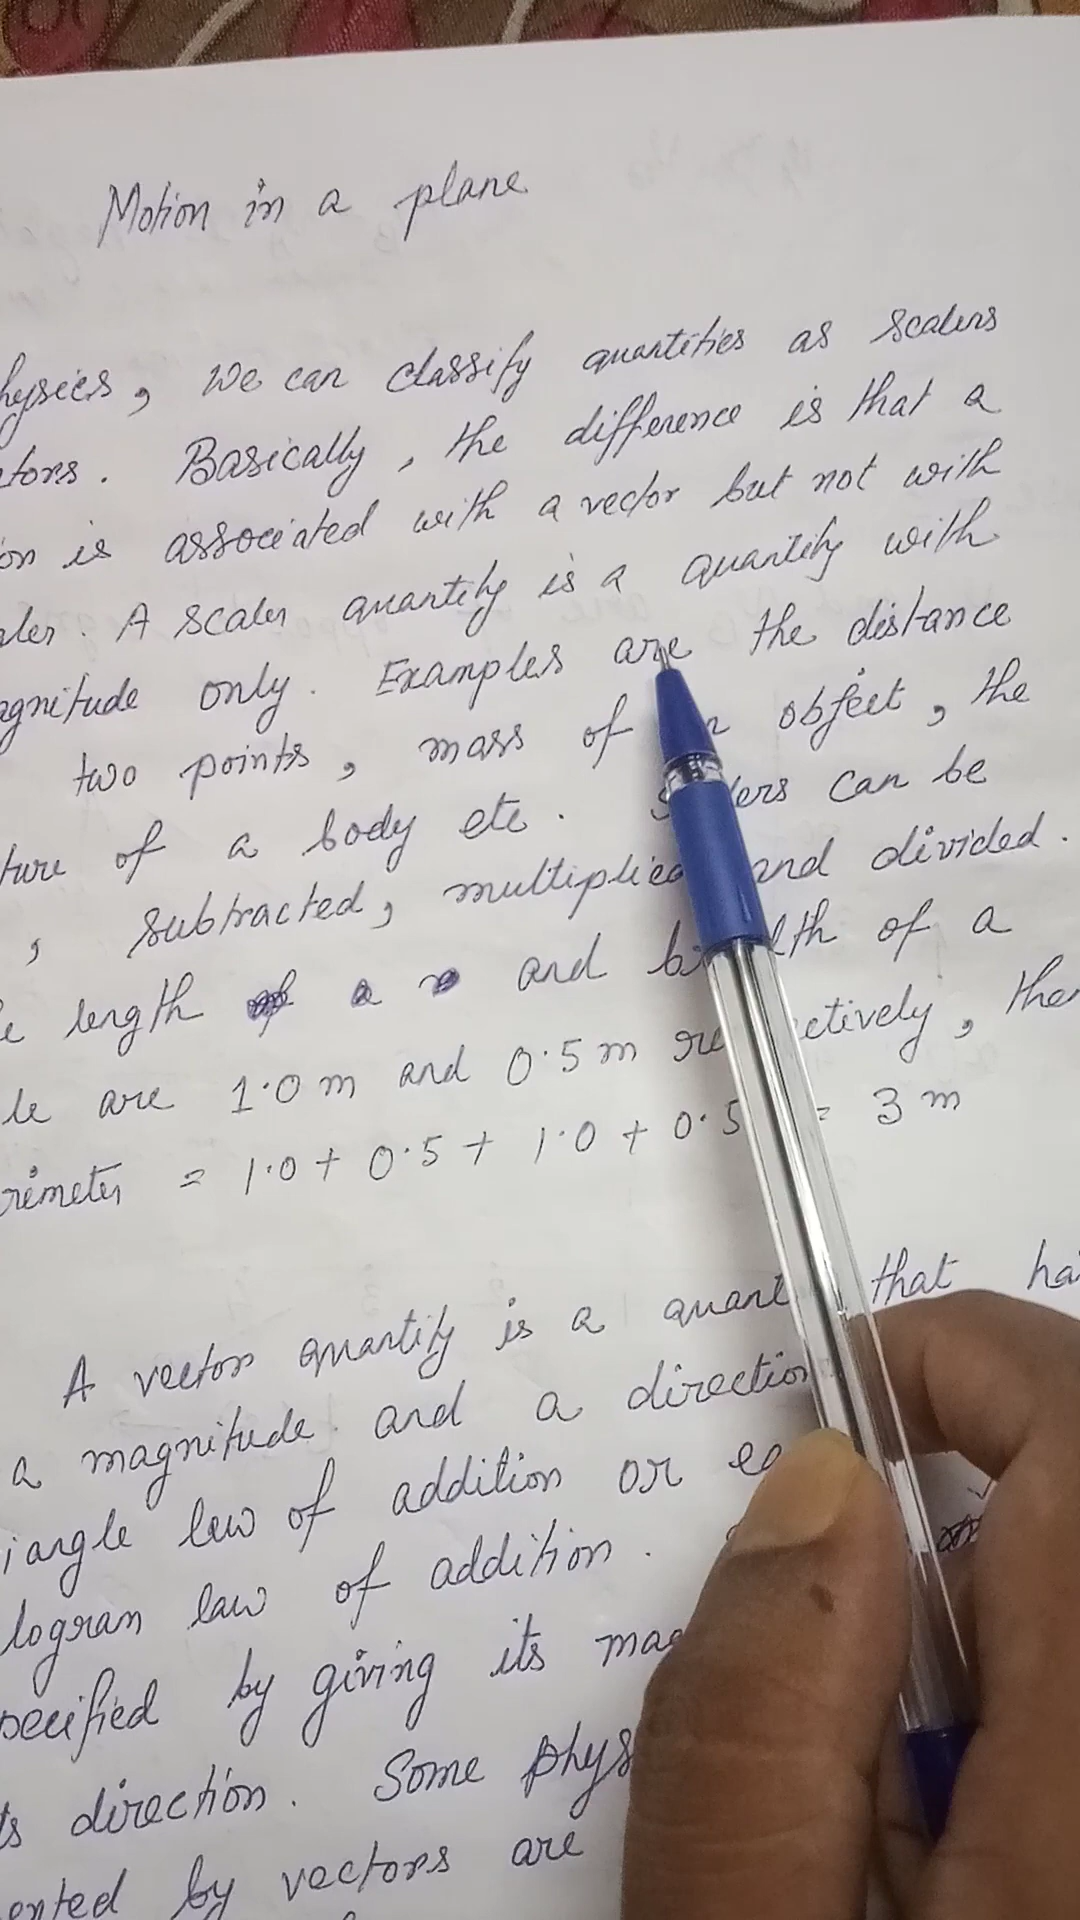 Motion in a plane
hysics, We can classify quantities as Scalers
ctors. Basically, the difference is that a
on is associated with a vector but not with
aler. A scaler quantity is a quantity with
agnitude only. Examples are the distance
two points, mass of object, the
ture of a body etc. can be
, subtracted, multiplied and divided.
e length and of a
le are 1.0 m and 0.5 m , then
rimeter = 1.0 + 0.5 + 1.0 + 0.5 = 3 m
A vector quantity is a that ha
a magnitude and a direction
iangle law of addition or
logram law of addition.
pecified by giving its mag
ts direction. Some phys
ented by vectors are